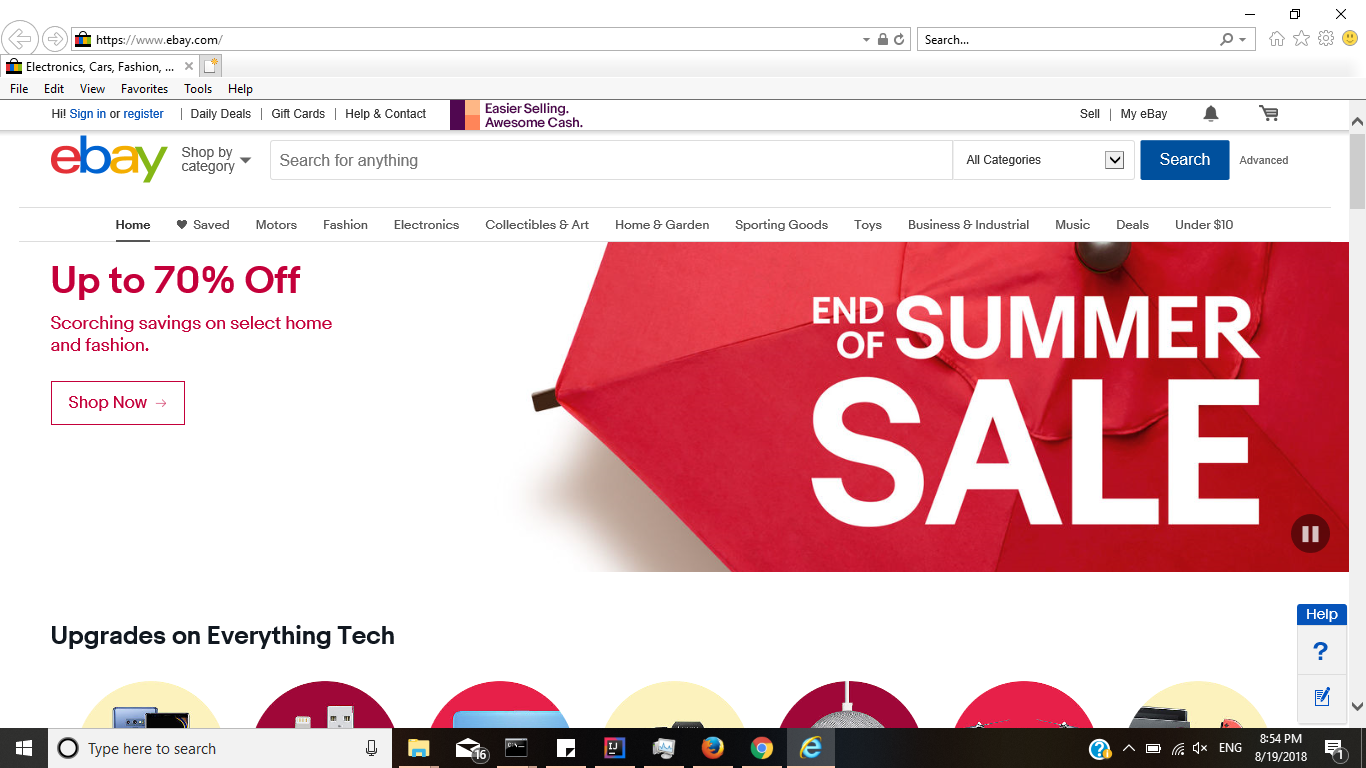 https://www.ebay.com/
Search...
Electronics, Cars, Fashion, ...
File Edit View Favorites Tools Help
Hi! Sign in or register | Daily Deals | Gift Cards | Help & Contact
Easier Selling.
Awesome Cash.
Sell | My eBay
ebay
Shop by
category
Search for anything
All Categories
Search
Advanced
Home Saved Motors Fashion Electronics Collectibles & Art Home & Garden Sporting Goods Toys Business & Industrial Music Deals Under $10
Up to 70% Off
Scorching savings on select home
and fashion.
Shop Now →
END
OF SUMMER
SALE
Help
?
Upgrades on Everything Tech
Type here to search
16
ENG
8:54 PM
8/19/2018
1